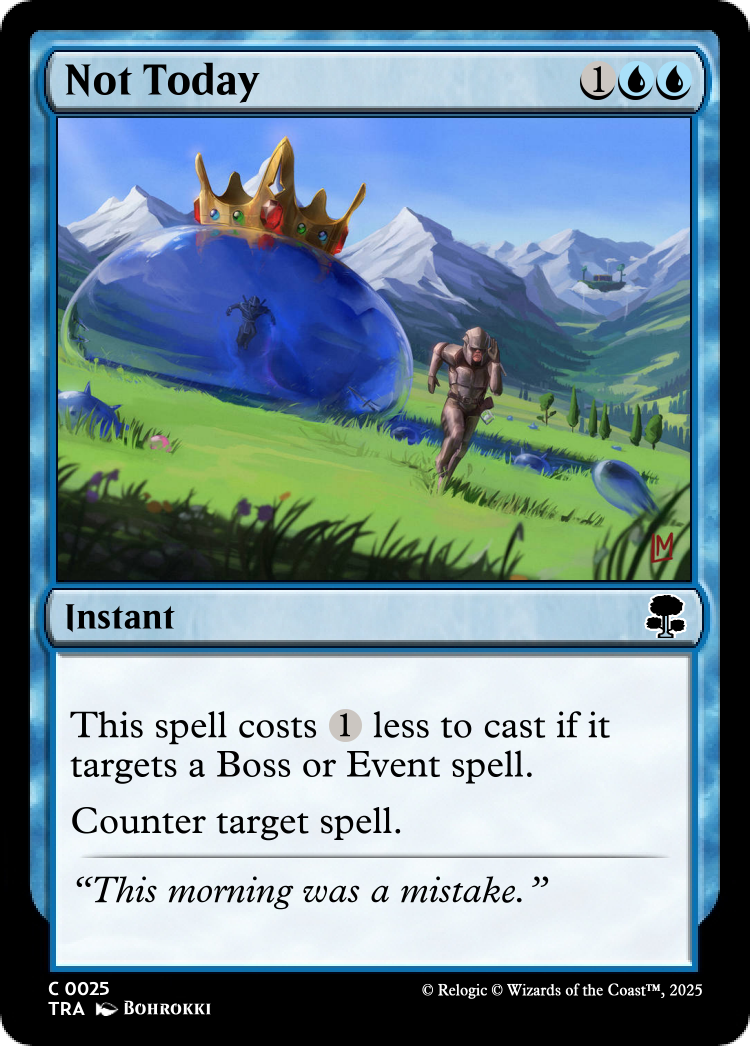 Not Today
1
Instant
This spell costs 1 less to cast if it
targets a Boss or Event spell.
Counter target spell.
“This morning was a mistake.”
C 0025
TRA BOHROKKI
© Relogic © Wizards of the Coast™, 2025
LM